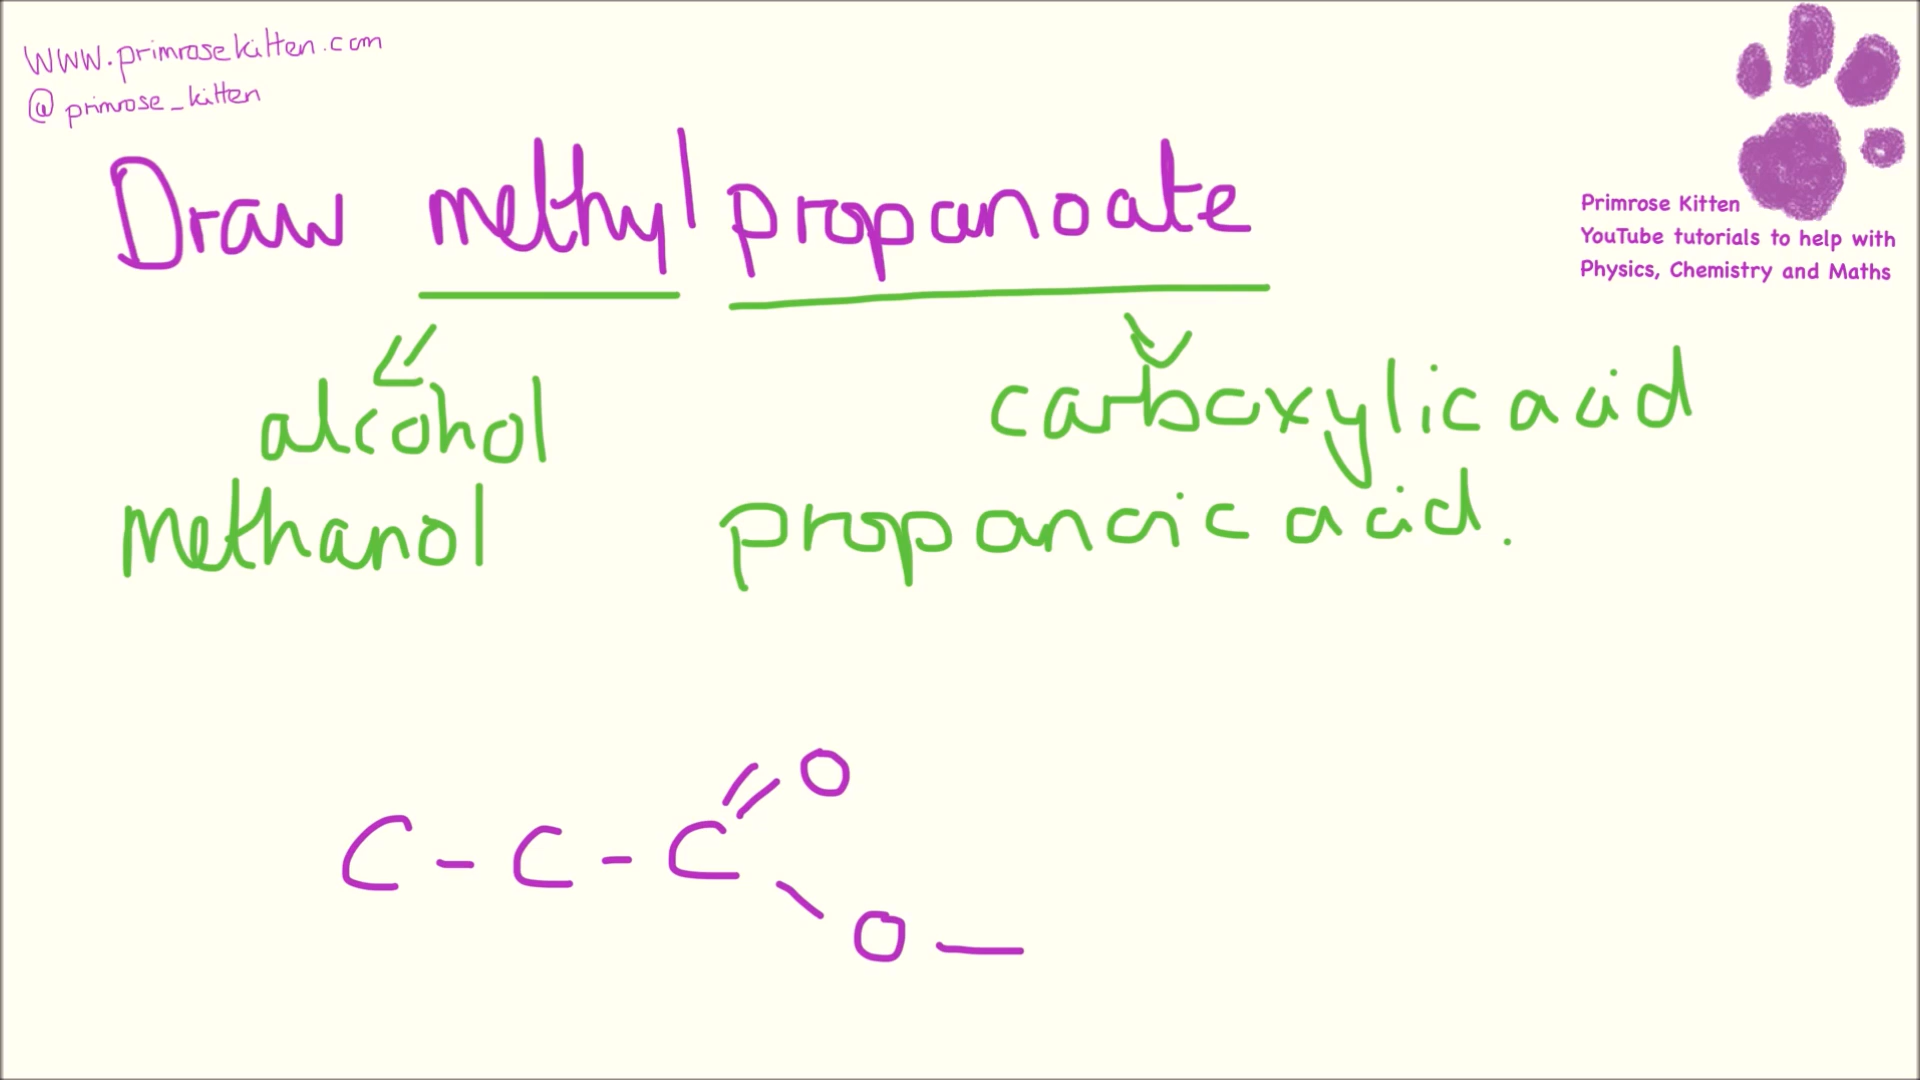 www.primrosekitten.com
@primrose_kitten
Primrose Kitten
YouTube tutorials to help with
Physics, Chemistry and Maths
Draw methyl propanoate
alcohol carboxylic acid
methanol propanoic acid.
O
C - C - C
O